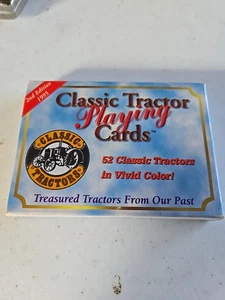 2nd Edition
1995
Classic Tractor
Playing
Cards™
CLASSIC
TRACTORS
52 Classic Tractors
In Vivid Color!
Treasured Tractors From Our Past